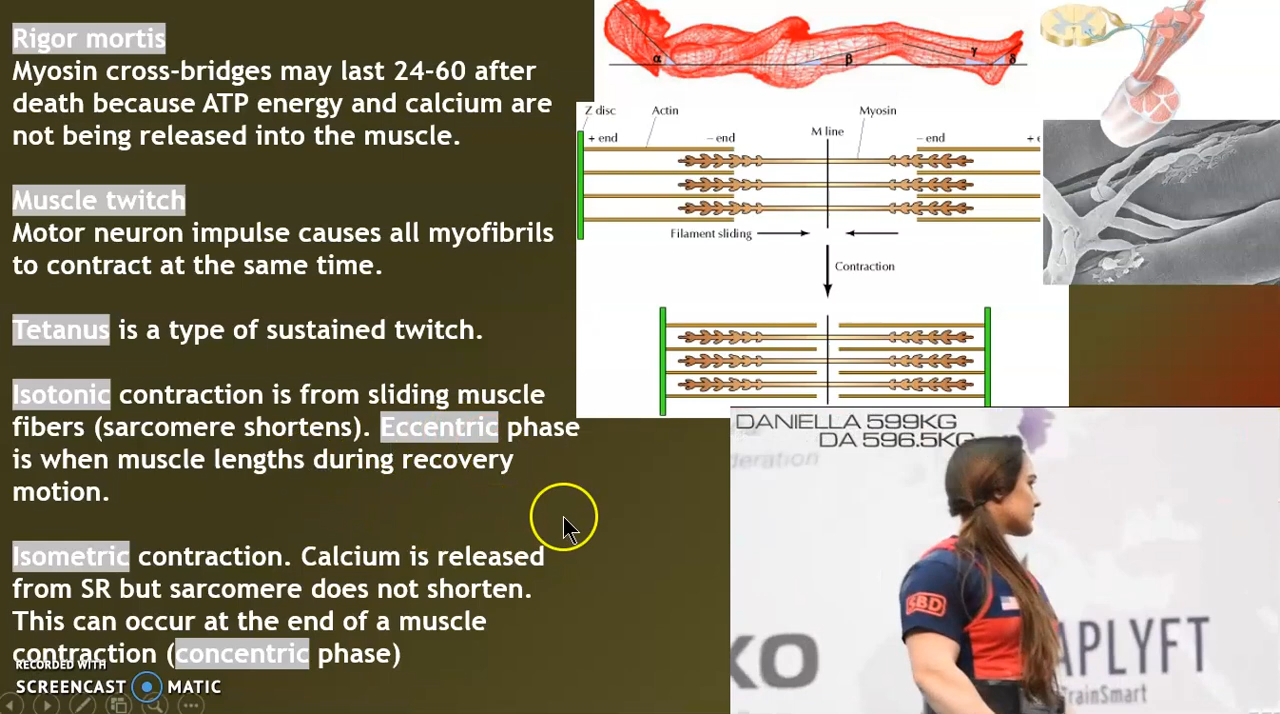 Rigor mortis
Myosin cross-bridges may last 24-60 after
death because ATP energy and calcium are
not being released into the muscle.
Muscle twitch
Motor neuron impulse causes all myofibrils
to contract at the same time.
Tetanus is a type of sustained twitch.
Isotonic contraction is from sliding muscle
fibers (sarcomere shortens). Eccentric phase
is when muscle lengths during recovery
motion.
Isometric contraction. Calcium is released
from SR but sarcomere does not shorten.
This can occur at the end of a muscle
contraction (concentric phase)
RECORDED WITH
SCREENCAST MATIC
α β γ δ
Z disc Actin M line Myosin
+ end – end – end + e
Filament sliding
Contraction
DANIELLA 599KG
DA 596.5KG
deration
SBD
KO
APLYFT
TrainSmart